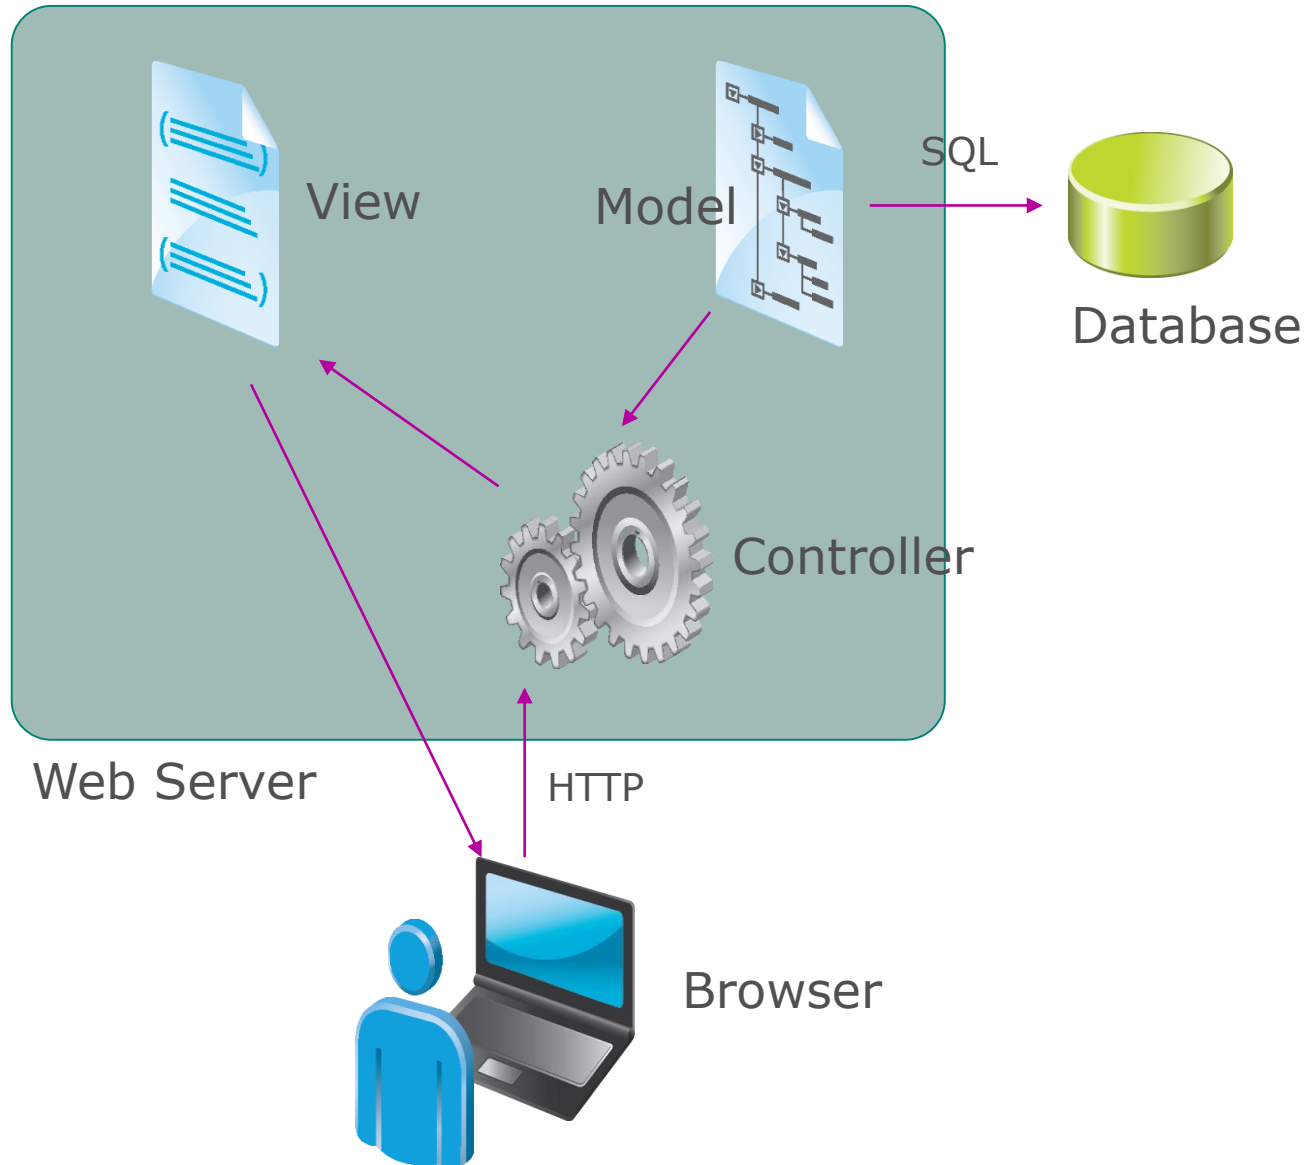 SQL
View
Model
Database
Controller
Web Server
HTTP
Browser